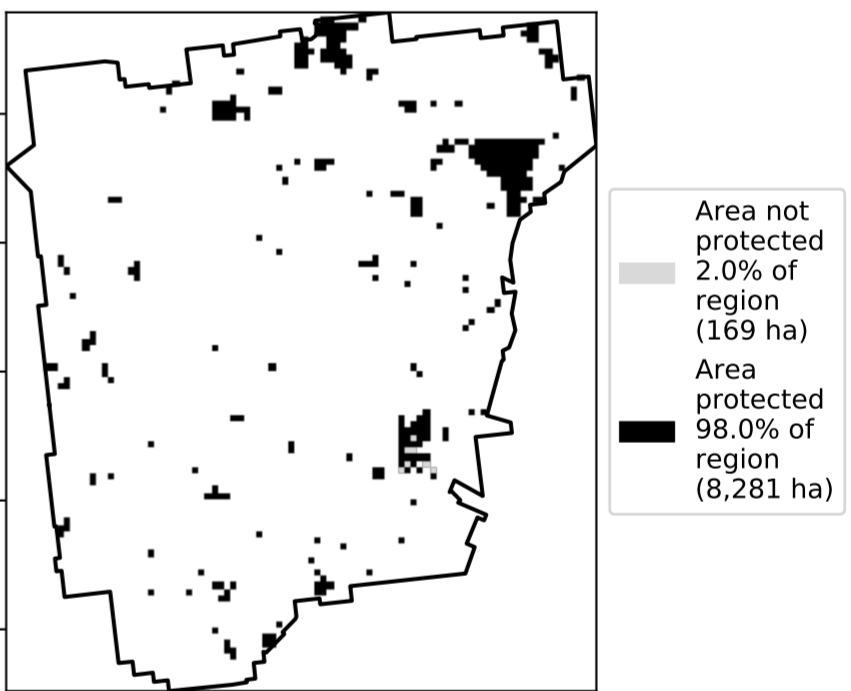 Area not
protected
2.0% of
region
(169 ha)
Area
protected
98.0% of
region
(8,281 ha)